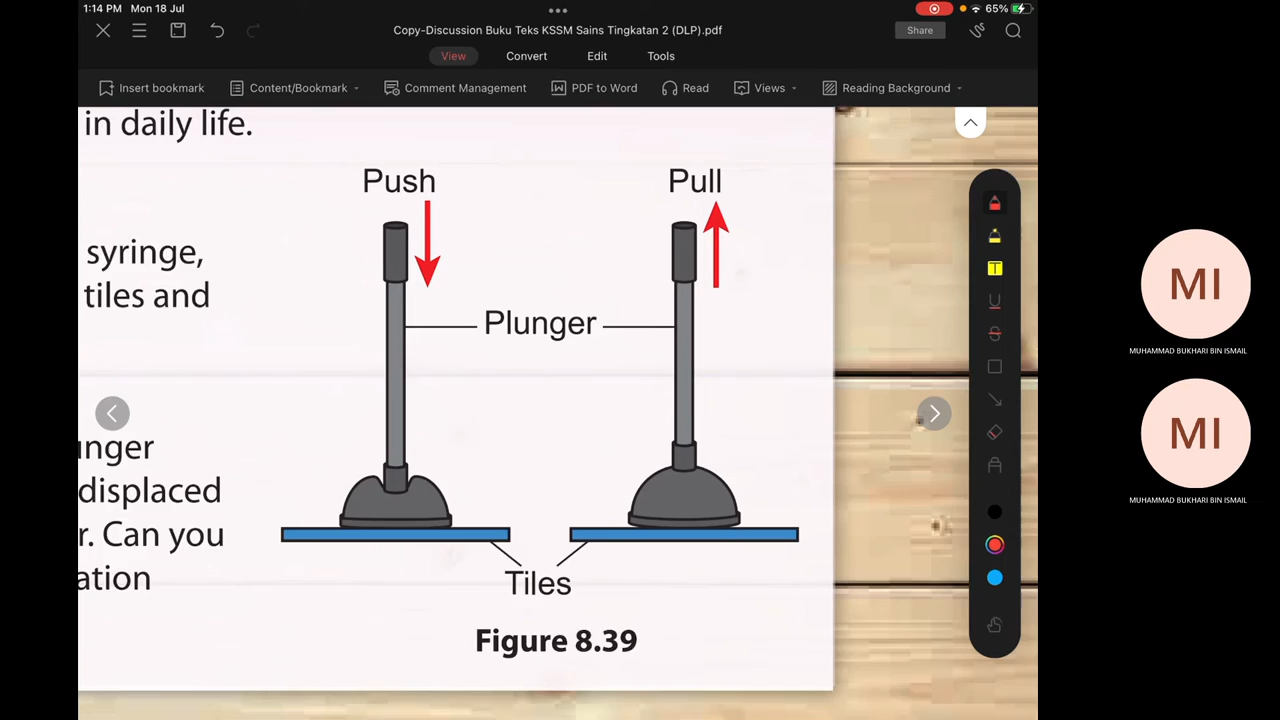 1:14 PM Mon 18 Jul
65%
Copy-Discussion Buku Teks KSSM Sains Tingkatan 2 (DLP).pdf
Share
View Convert Edit Tools
Insert bookmark Content/Bookmark Comment Management PDF to Word Read Views Reading Background
in daily life.
Push Pull
syringe,
tiles and
Plunger
displaced
r. Can you
Tiles
Figure 8.39
T
U
S
MI
MUHAMMAD BUKHARI BIN ISMAIL
MI
MUHAMMAD BUKHARI BIN ISMAIL